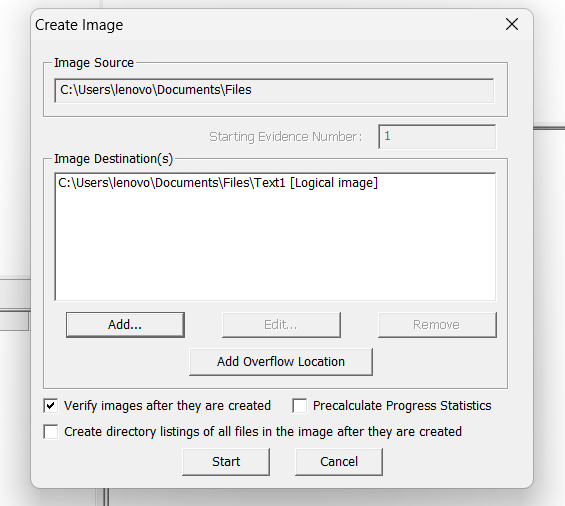 Create Image
Image Source
C:\Users\lenovo\Documents\Files
Starting Evidence Number: 1
Image Destination(s)
C:\Users\lenovo\Documents\Files\Text1 [Logical image]
Add... Edit... Remove
Add Overflow Location
Verify images after they are created Precalculate Progress Statistics
Create directory listings of all files in the image after they are created
Start Cancel